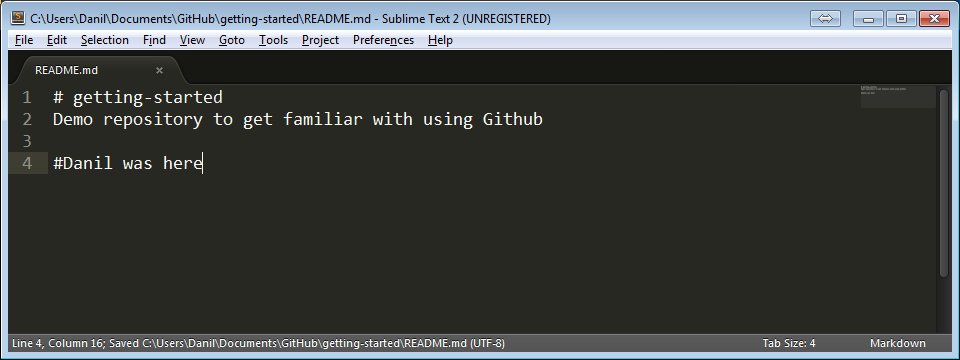 C:\Users\Danil\Documents\GitHub\getting-started\README.md - Sublime Text 2 (UNREGISTERED)
File Edit Selection Find View Goto Tools Project Preferences Help
README.md ×
1 # getting-started
2 Demo repository to get familiar with using Github
3
4 #Danil was here
Line 4, Column 16; Saved C:\Users\Danil\Documents\GitHub\getting-started\README.md (UTF-8) Tab Size: 4 Markdown